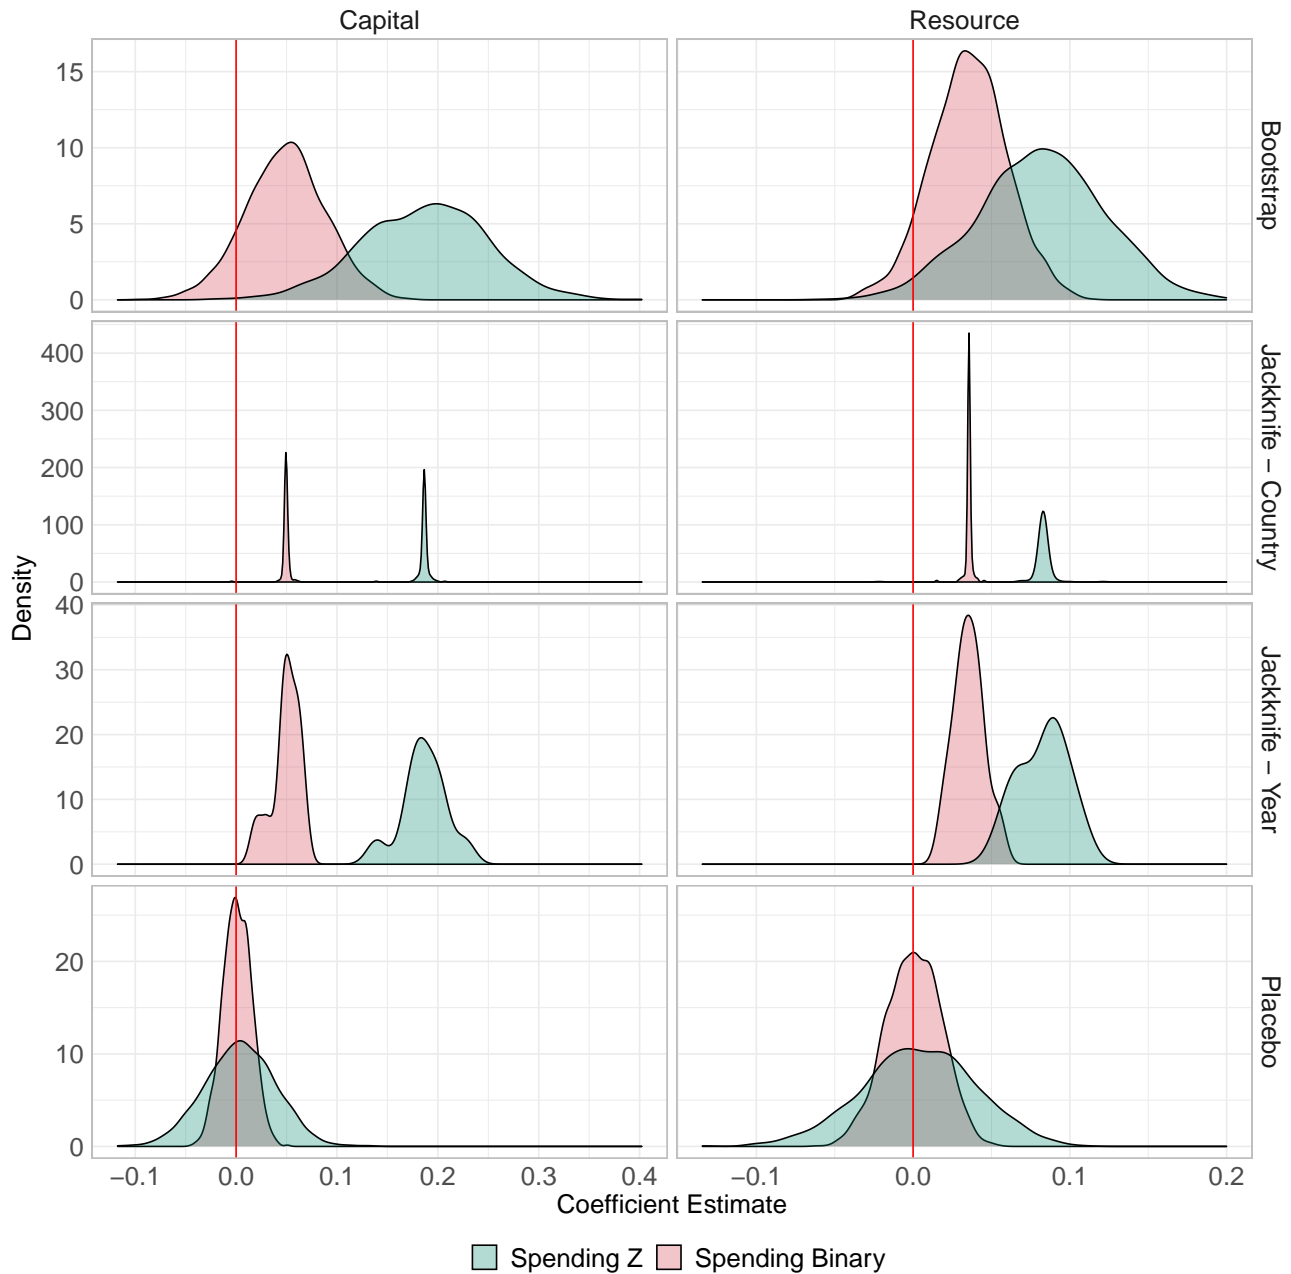 Capital
Resource
15
10
5
0
Bootstrap
400
300
200
100
0
Jackknife – Country
40
30
20
10
0
Jackknife – Year
20
10
0
Placebo
Density
−0.1 0.0 0.1 0.2 0.3 0.4
−0.1 0.0 0.1 0.2
Coefficient Estimate
Spending Z Spending Binary